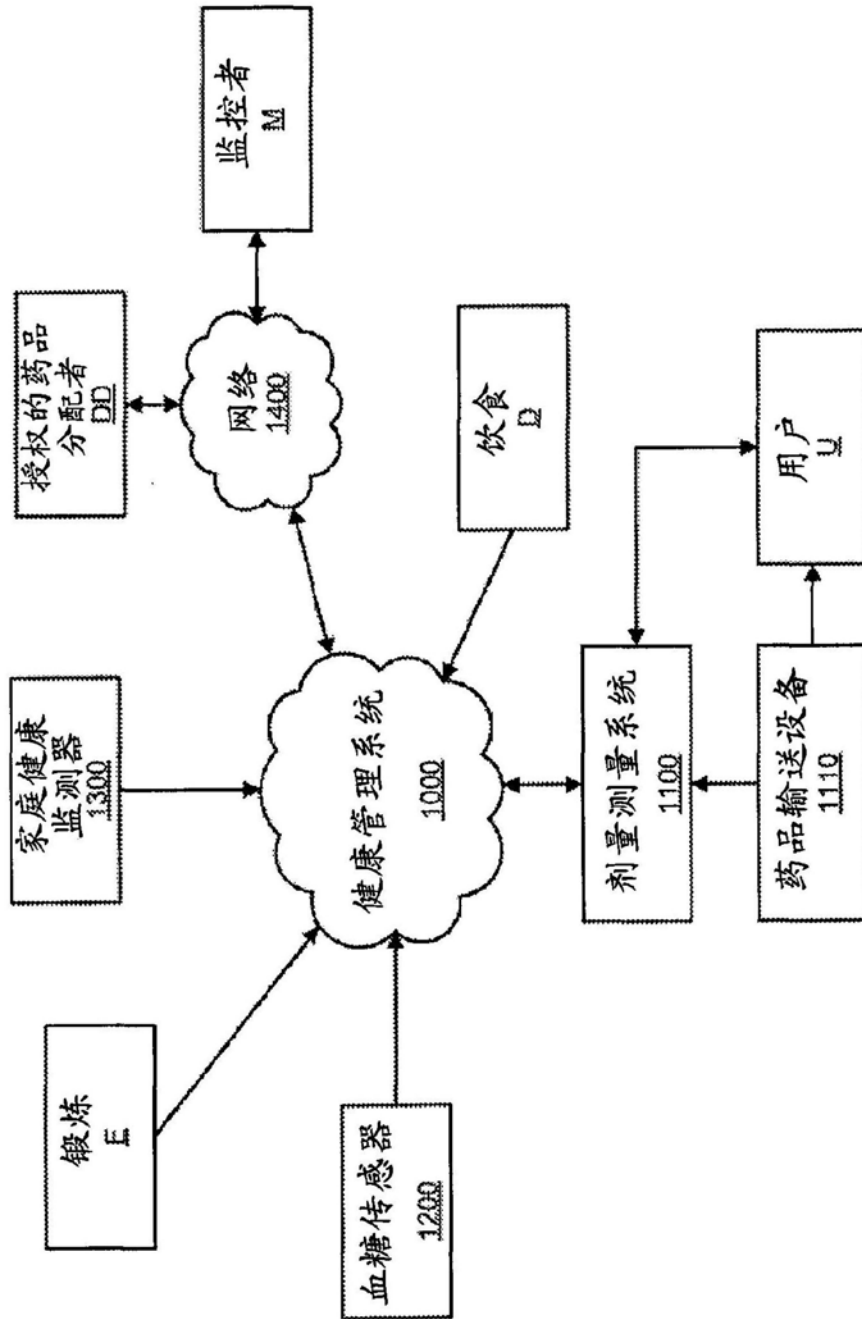 锻炼
E
家庭健康
监测器
1300
授权的药品
分配者
DD
监控者
M
网络
1400
血糖传感器
1200
健康管理系统
1000
饮食
D
剂量测量系统
1100
药品输送设备
1110
用户
U